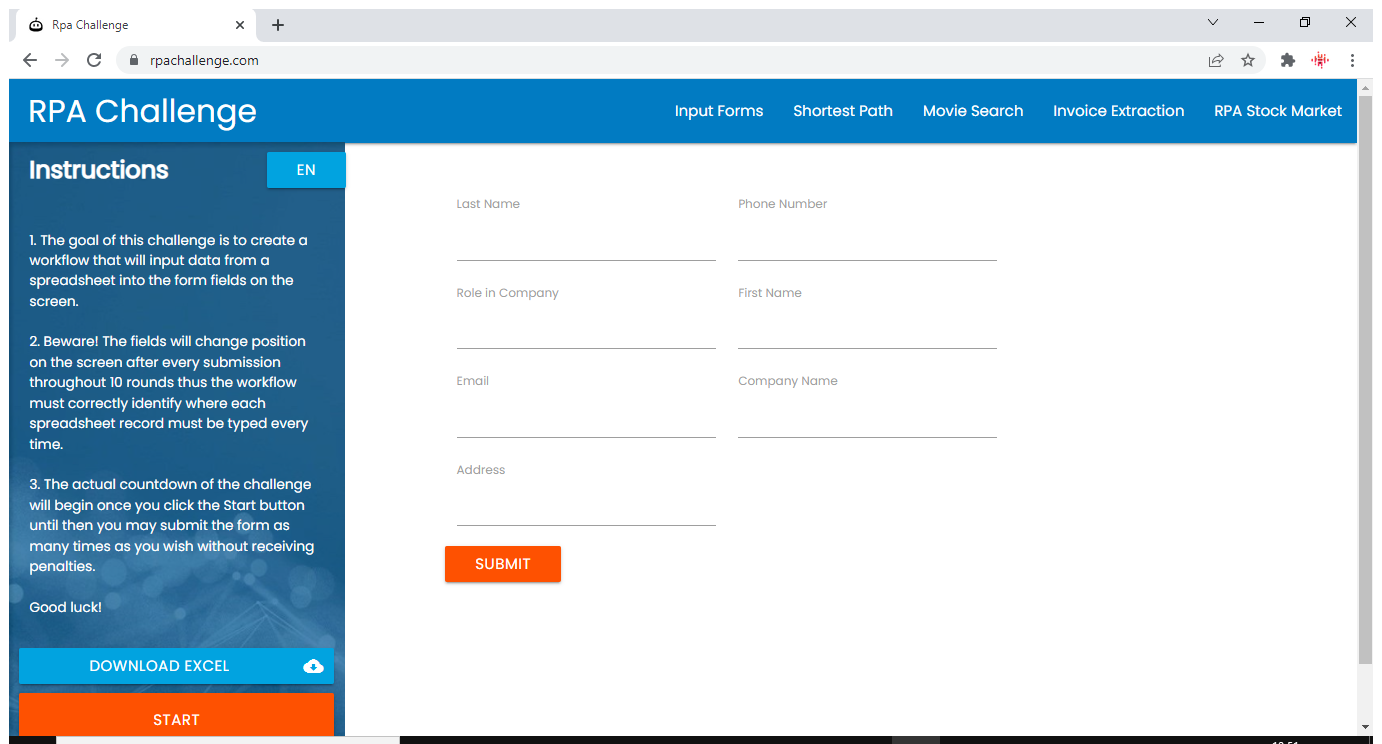 Rpa Challenge
rpachallenge.com
RPA Challenge
Input Forms
Shortest Path
Movie Search
Invoice Extraction
RPA Stock Market
Instructions
EN
1. The goal of this challenge is to create a
workflow that will input data from a
spreadsheet into the form fields on the
screen.
2. Beware! The fields will change position
on the screen after every submission
throughout 10 rounds thus the workflow
must correctly identify where each
spreadsheet record must be typed every
time.
3. The actual countdown of the challenge
will begin once you click the Start button
until then you may submit the form as
many times as you wish without receiving
penalties.
Good luck!
DOWNLOAD EXCEL
START
Last Name
Phone Number
Role in Company
First Name
Email
Company Name
Address
SUBMIT